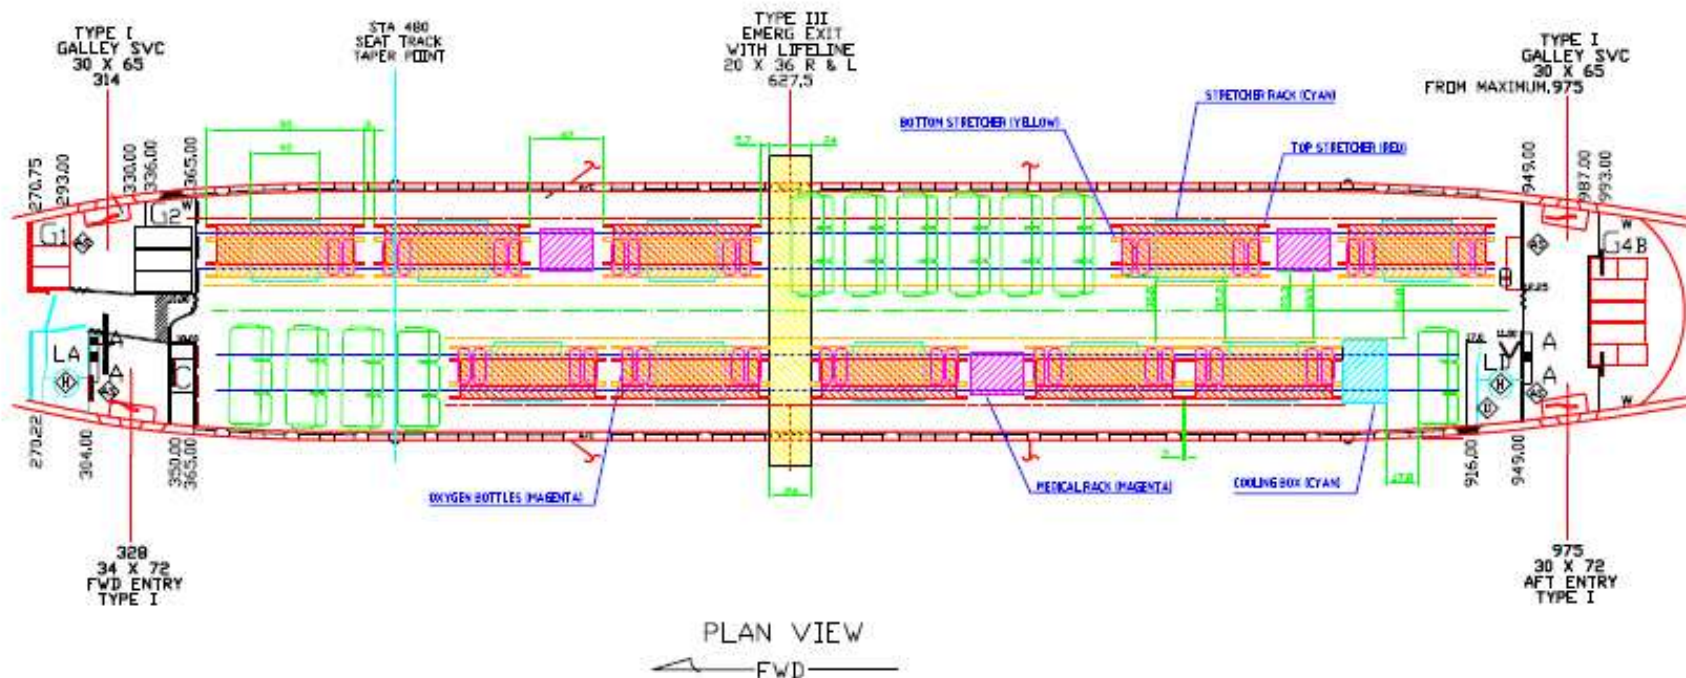 TYPE I
GALLEY SVC
30 X 65
314
STA 480
SEAT TRACK
TAPER POINT
TYPE III
EMERG EXIT
WITH LIFELINE
20 X 36 R & L
627.5
TYPE I
GALLEY SVC
30 X 65
FROM MAXIMUM.975
STRETCHER RACK (CYAN)
BOTTOM STRETCHER (YELLOW)
TOP STRETCHER (RED)
270.75
293.00
330.00
336.00
365.00
949.00
987.00
993.00
G1
G2
W
W
G4B
LA
A
A
H
C
A
A
H
U
W
270.22
304.00
350.00
365.00
916.00
949.00
OXYGEN BOTTLES (MAGENTA)
MEDICAL RACK (MAGENTA)
COOLING BOX (CYAN)
328
34 X 72
FWD ENTRY
TYPE I
975
30 X 72
AFT ENTRY
TYPE I
PLAN VIEW
FWD